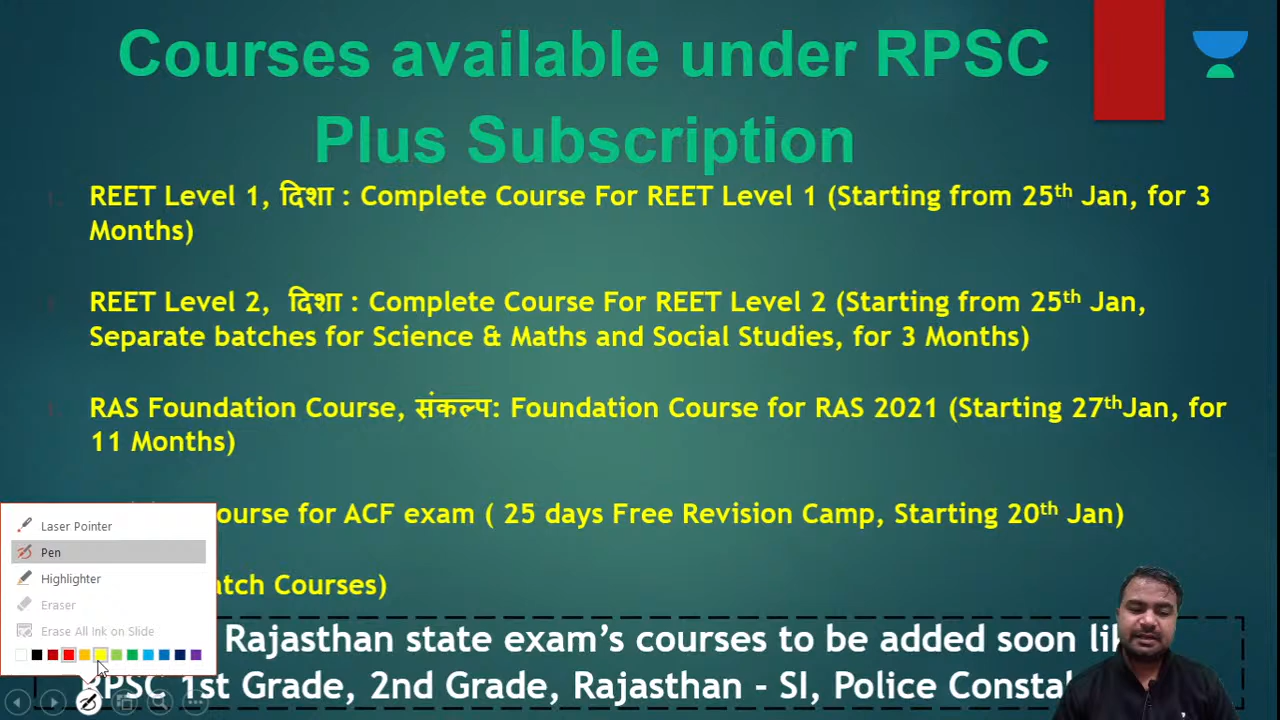 Courses available under RPSC
Plus Subscription
REET Level 1, दिशा : Complete Course For REET Level 1 (Starting from 25th Jan, for 3
Months)
REET Level 2, दिशा : Complete Course For REET Level 2 (Starting from 25th Jan,
Separate batches for Science & Maths and Social Studies, for 3 Months)
RAS Foundation Course, संकल्प: Foundation Course for RAS 2021 (Starting 27thJan, for
11 Months)
ourse for ACF exam ( 25 days Free Revision Camp, Starting 20th Jan)
atch Courses)
Rajasthan state exam's courses to be added soon li
PSC 1st Grade, 2nd Grade, Rajasthan - SI, Police Consta
Laser Pointer
Pen
Highlighter
Eraser
Erase All Ink on Slide